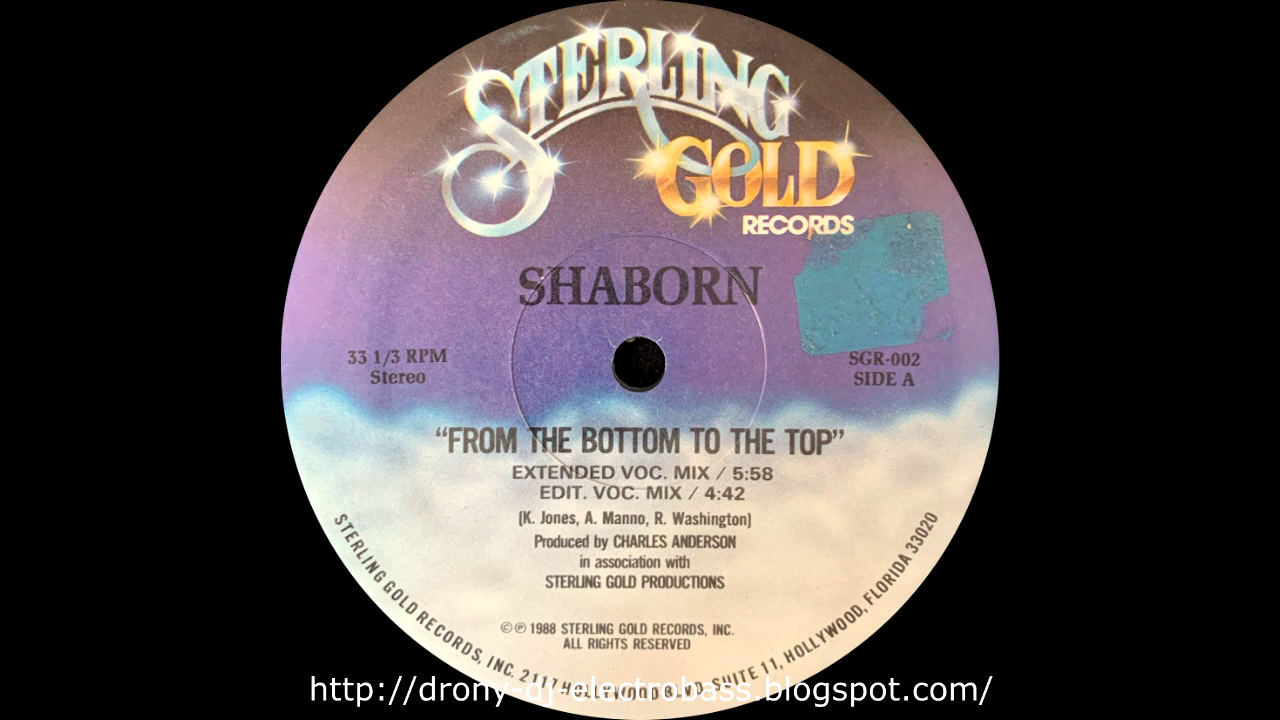 STERLING
GOLD
RECORDS
SHABORN
33 1/3 RPM
Stereo
SGR-002
SIDE A
“FROM THE BOTTOM TO THE TOP”
EXTENDED VOC. MIX / 5:58
EDIT. VOC. MIX / 4:42
(K. Jones, A. Manno, R. Washington)
Produced by CHARLES ANDERSON
in association with
STERLING GOLD PRODUCTIONS
©℗ 1988 STERLING GOLD RECORDS, INC.
ALL RIGHTS RESERVED
STERLING GOLD RECORDS, INC. 2117 HOLLYWOOD BLVD. SUITE 11, HOLLYWOOD, FLORIDA 33020
http://drony-dj-electrobass.blogspot.com/